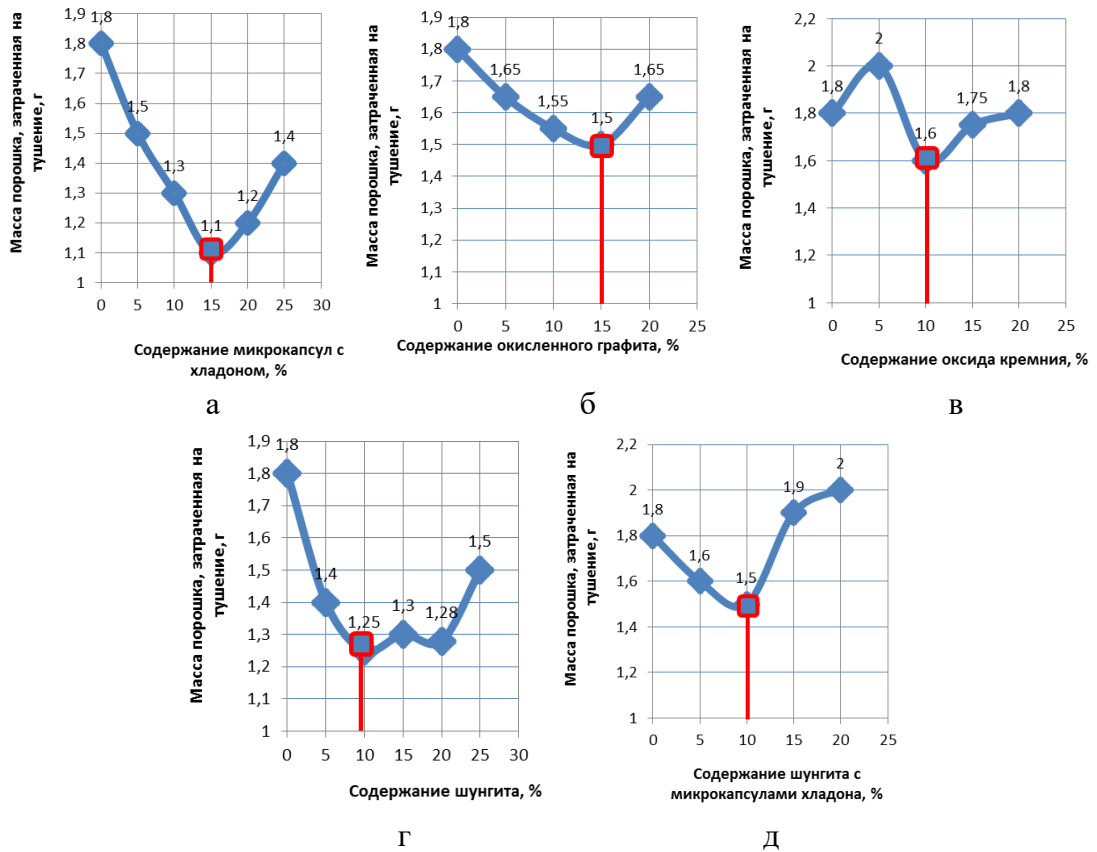 Масса порошка, затраченная на
тушение, г
1,9
1,8
1,7
1,6
1,5
1,4
1,3
1,2
1,1
1
1,8
1,5
1,3
1,1
1,2
1,4
0 5 10 15 20 25 30
Содержание микрокапсул с
хладоном, %
а
Масса порошка, затраченная на
тушение, г
1,9
1,8
1,7
1,6
1,5
1,4
1,3
1,2
1,1
1
1,8
1,65
1,55
1,5
1,65
0 5 10 15 20 25
Содержание окисленного графита, %
б
Масса порошка, затраченная на
тушение, г
2,2
2
1,8
1,6
1,4
1,2
1
1,8
2
1,6
1,75
1,8
0 5 10 15 20 25
Содержание оксида кремния, %
в
Масса порошка, затраченная на
тушение, г
1,9
1,8
1,7
1,6
1,5
1,4
1,3
1,2
1,1
1
1,8
1,4
1,25
1,3
1,28
1,5
0 5 10 15 20 25 30
Содержание шунгита, %
г
Масса порошка, затраченная на
тушение, г
2,2
2
1,8
1,6
1,4
1,2
1
1,8
1,6
1,5
1,9
2
0 5 10 15 20 25
Содержание шунгита с
микрокапсулами хладона, %
д